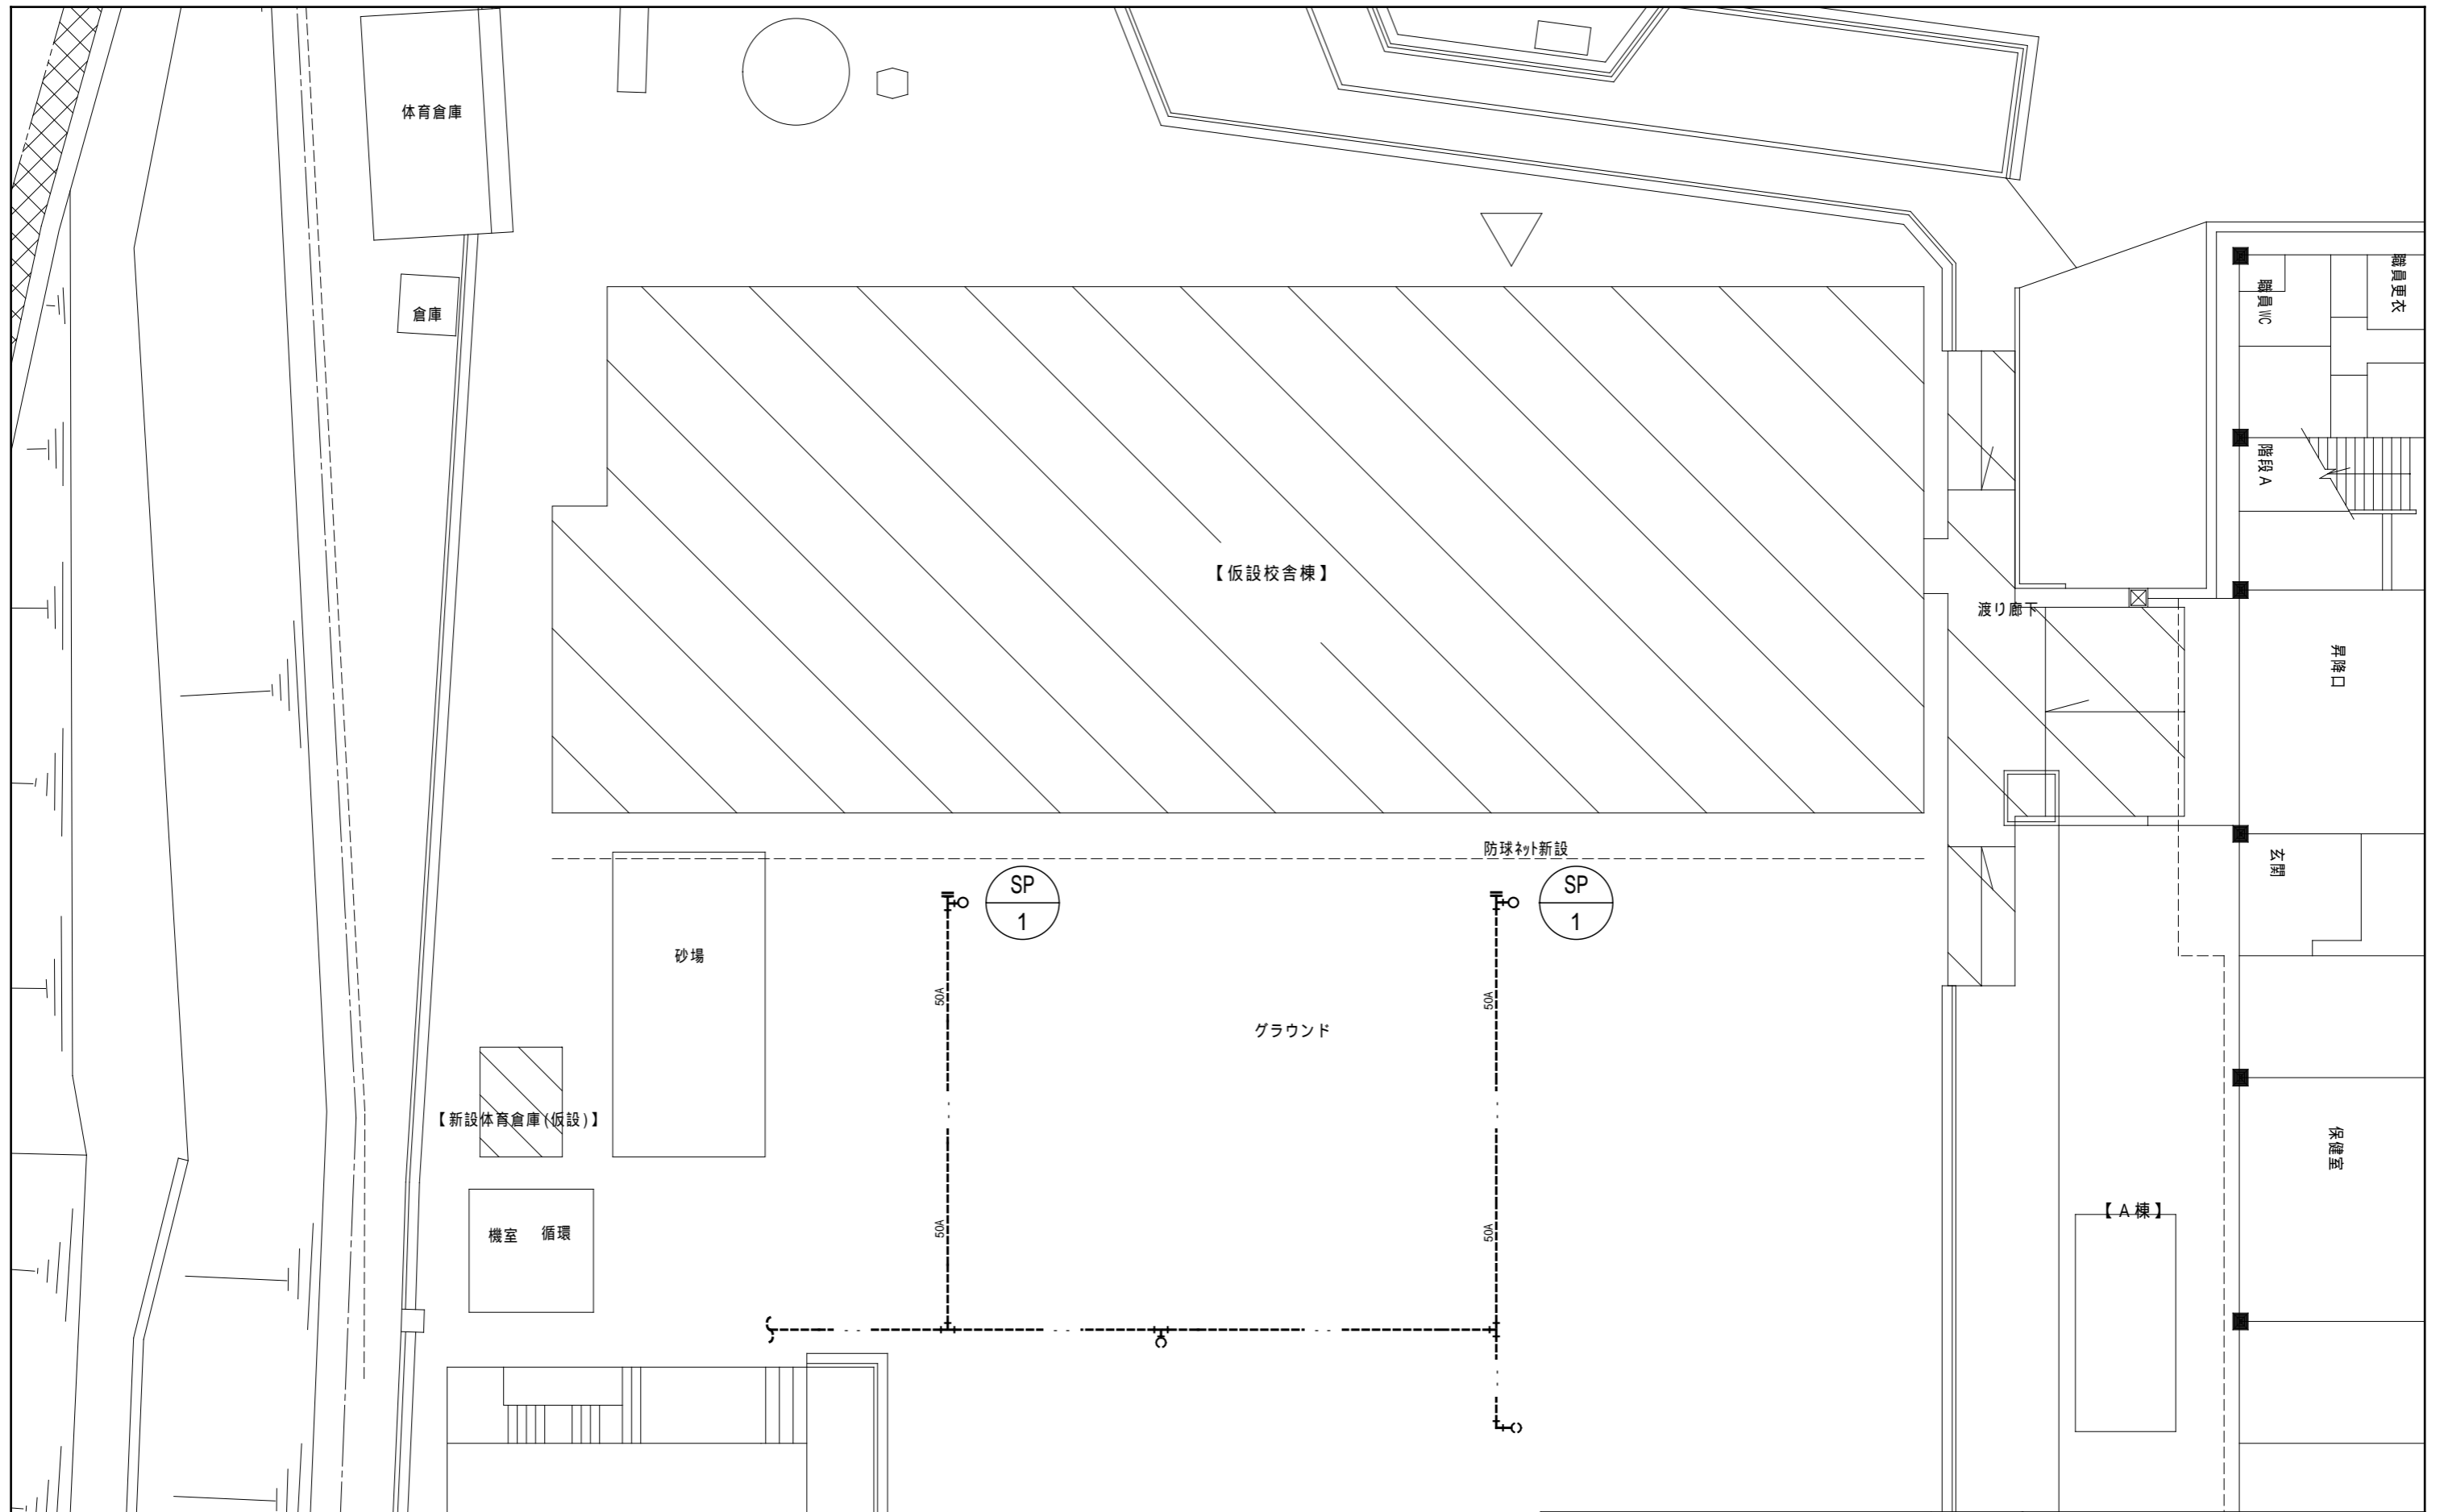 体育倉庫
倉庫
職員WC
職員更衣
階段A
【仮設校舎棟】
渡り廊下
昇降口
防球ネット新設
玄関
SP
1
SP
1
砂場
50A
50A
グラウンド
【新設体育倉庫(仮設)】
保健室
機室
循環
50A
50A
【A棟】